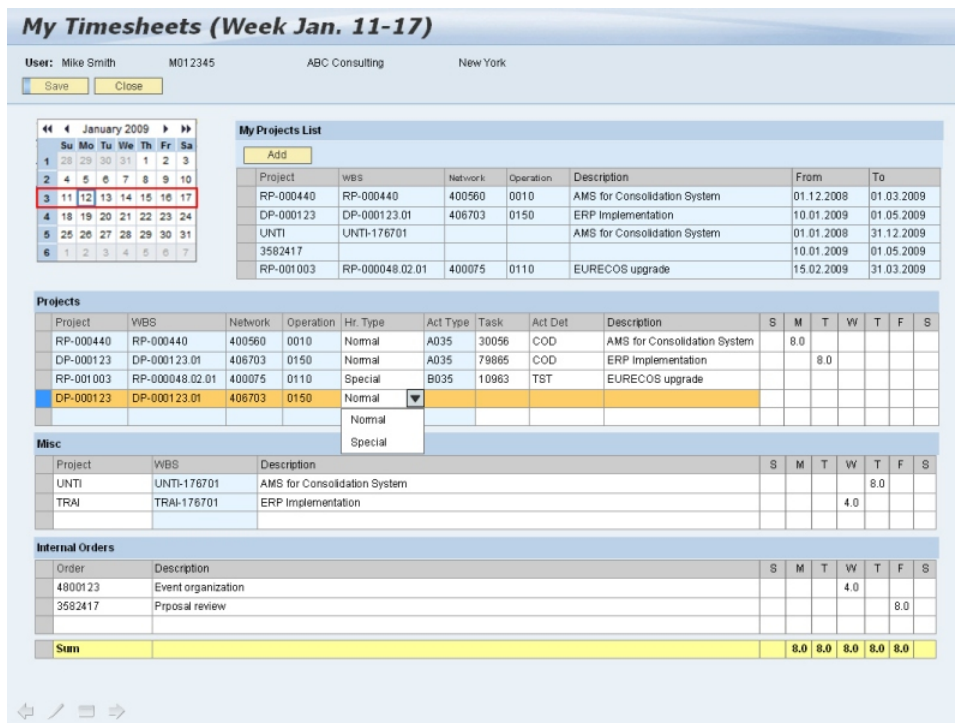 My Timesheets (Week Jan. 11-17)
User: Mike Smith M012345 ABC Consulting New York
Save Close
January 2009
Su Mo Tu We Th Fr Sa
1 28 29 30 31 1 2 3
2 4 5 6 7 8 9 10
3 11 12 13 14 15 16 17
4 18 19 20 21 22 23 24
5 25 26 27 28 29 30 31
6 1 2 3 4 5 6 7
My Projects List
Add
Project WBS Network Operation Description From To
RP-000440 RP-000440 400560 0010 AMS for Consolidation System 01.12.2008 01.03.2009
DP-000123 DP-000123.01 406703 0150 ERP Implementation 10.01.2009 01.05.2009
UNTI UNTI-176701 AMS for Consolidation System 01.01.2008 31.12.2009
3582417 10.01.2009 01.05.2009
RP-001003 RP-000048.02.01 400075 0110 EURECOS upgrade 15.02.2009 31.03.2009
Projects
Project WBS Network Operation Hr. Type Act Type Task Act Det Description S M T W T F S
RP-000440 RP-000440 400560 0010 Normal A035 30056 COD AMS for Consolidation System 8.0
DP-000123 DP-000123.01 406703 0150 Normal A035 79865 COD ERP Implementation 8.0
RP-001003 RP-000048.02.01 400075 0110 Special B035 10963 TST EURECOS upgrade
DP-000123 DP-000123.01 406703 0150 Normal
Normal
Special
Misc
Project WBS Description S M T W T F S
UNTI UNTI-176701 AMS for Consolidation System 8.0
TRAI TRAI-176701 ERP Implementation 4.0
Internal Orders
Order Description S M T W T F S
4800123 Event organization 4.0
3582417 Prposal review 8.0
Sum 8.0 8.0 8.0 8.0 8.0